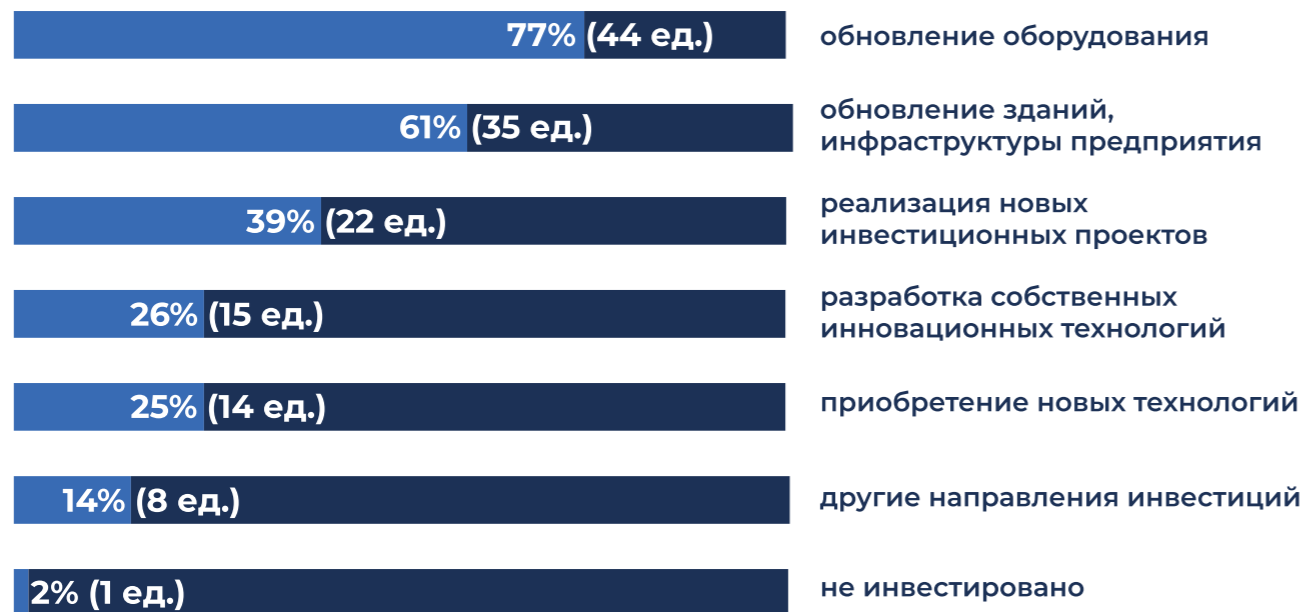 77% (44 ед.) обновление оборудования
61% (35 ед.) обновление зданий,
инфраструктуры предприятия
39% (22 ед.) реализация новых
инвестиционных проектов
26% (15 ед.) разработка собственных
инновационных технологий
25% (14 ед.) приобретение новых технологий
14% (8 ед.) другие направления инвестиций
2% (1 ед.) не инвестировано